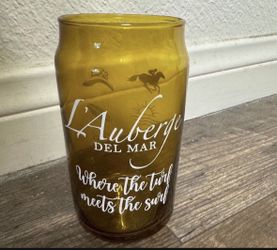 L'Auberge
DEL MAR
Where the turf
meets the surf